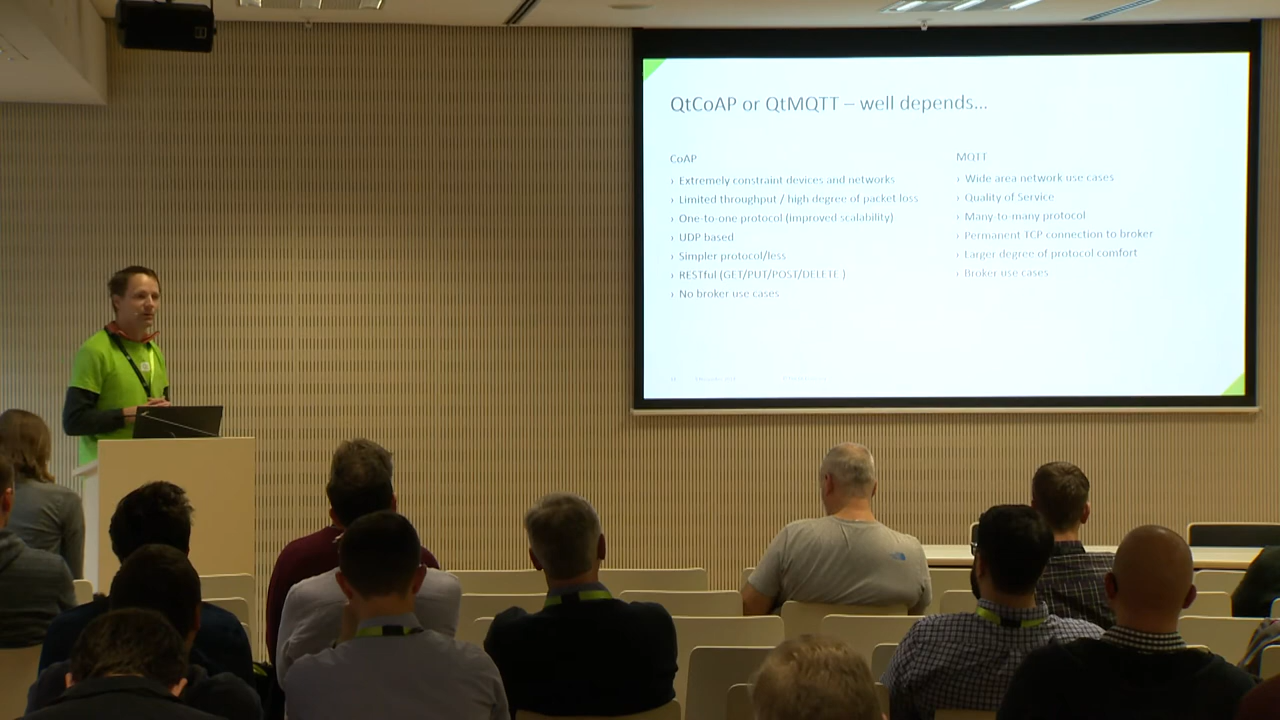 QtCoAP or QtMQTT – well depends...
CoAP
› Extremely constraint devices and networks
› Limited throughput / high degree of packet loss
› One-to-one protocol (improved scalability)
› UDP based
› Simpler protocol/less
› RESTful (GET/PUT/POST/DELETE )
› No broker use cases
MQTT
› Wide area network use cases
› Quality of Service
› Many-to-many protocol
› Permanent TCP connection to broker
› Larger degree of protocol comfort
› Broker use cases